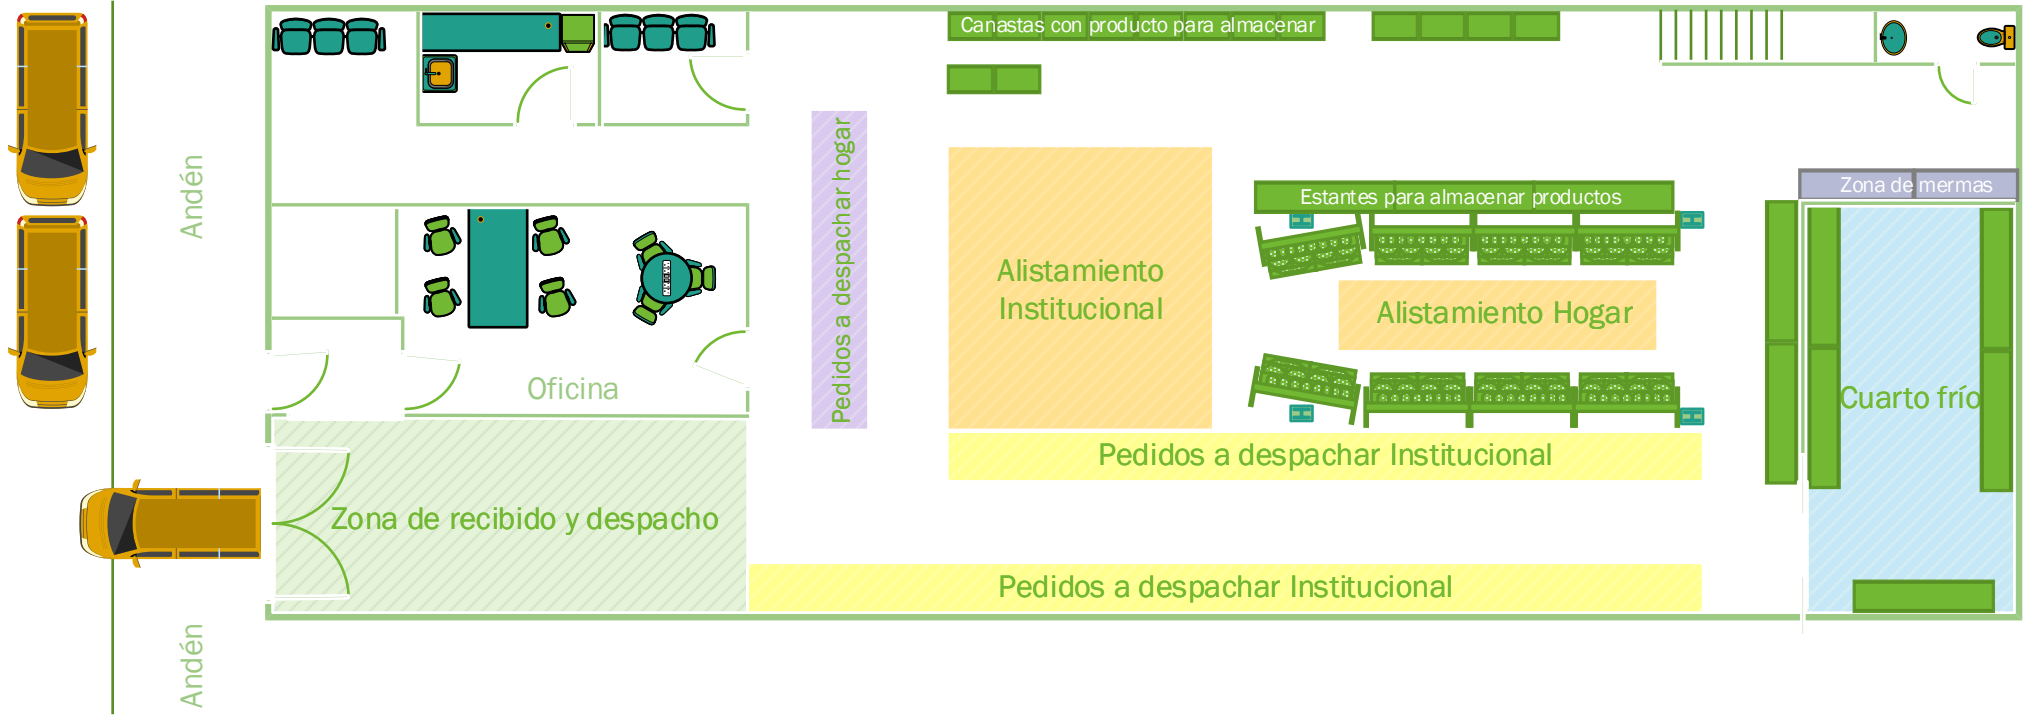 Canastas con producto para almacenar
Andén
Pedidos a despachar hogar
Estantes para almacenar productos
Zona de mermas
Alistamiento
Institucional
Alistamiento Hogar
Oficina
Cuarto frío
Pedidos a despachar Institucional
Zona de recibido y despacho
Pedidos a despachar Institucional
Andén